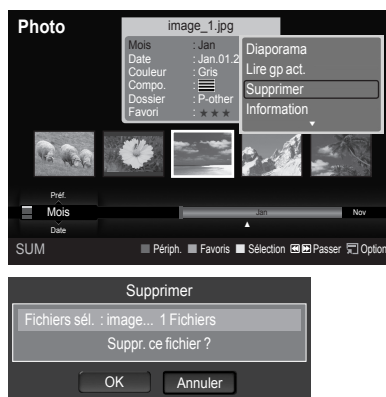 Photo
image_1.jpg
Mois : Jan
Date : Jan.01.2
Couleur : Gris
Compo. :
Dossier : P-other
Favori : ★ ★ ★
Diaporama
Lire gp act.
Supprimer
Information
Préf.
Mois
Jan
Nov
Date
SUM
Périph. Favoris Sélection Passer Option
Supprimer
Fichiers sél. : image... 1 Fichiers
Suppr. ce fichier ?
OK
Annuler